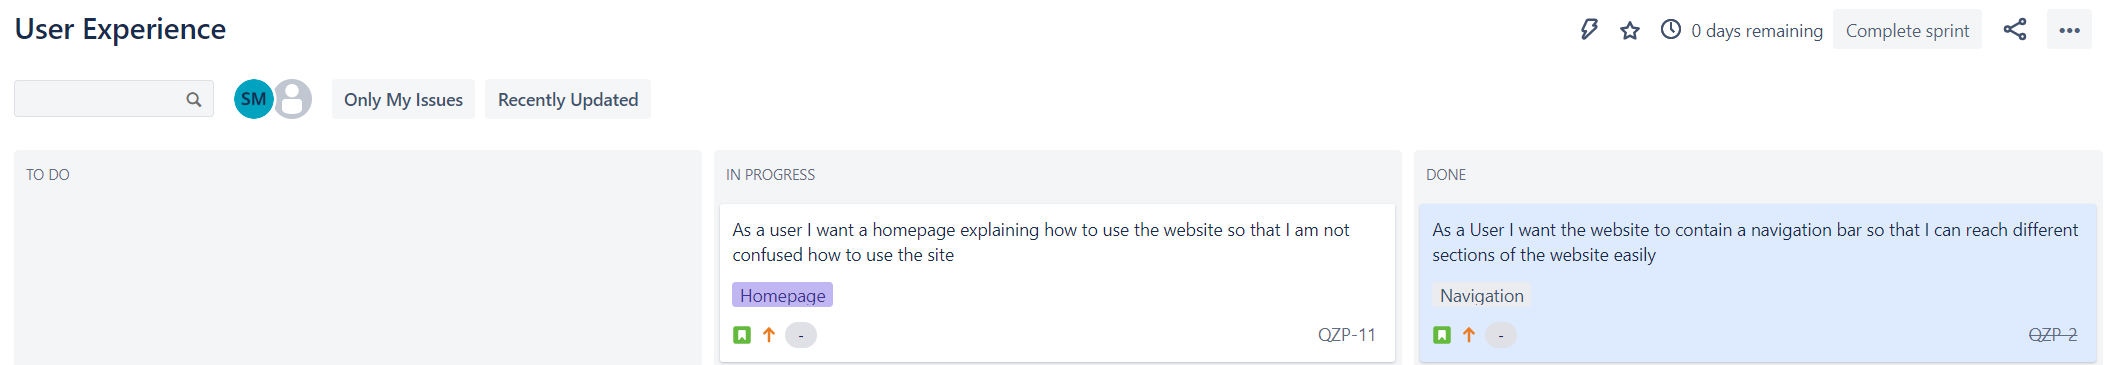 User Experience
0 days remaining
Complete sprint
SM
Only My Issues
Recently Updated
TO DO
IN PROGRESS
As a user I want a homepage explaining how to use the website so that I am not
confused how to use the site
Homepage
-
QZP-11
DONE
As a User I want the website to contain a navigation bar so that I can reach different
sections of the website easily
Navigation
-
QZP-2